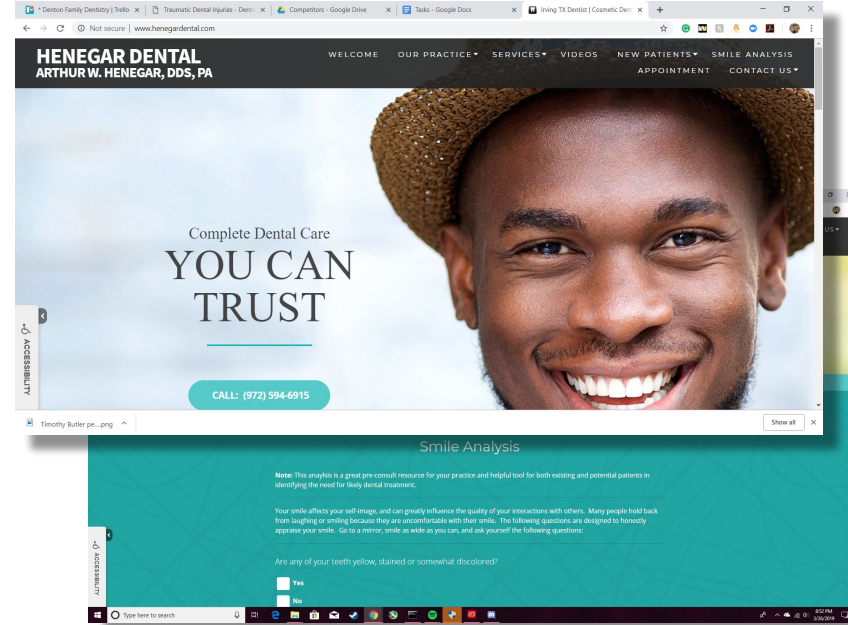 * Denton Family Dentistry | Trello
Traumatic Dental Injuries - Denta
Competitors - Google Drive
Tasks - Google Docs
Irving TX Dentist | Cosmetic Dent
Not secure | www.henegardental.com
HENEGAR DENTAL
ARTHUR W. HENEGAR, DDS, PA
WELCOME OUR PRACTICE SERVICES VIDEOS NEW PATIENTS SMILE ANALYSIS
APPOINTMENT CONTACT US
US
Complete Dental Care
YOU CAN
TRUST
ACCESSIBILITY
CALL: (972) 594-6915
Timothy Butler pe....png
Show all
Smile Analysis
Note: This anaylsis is a great pre-consult resource for your practice and helpful tool for both existing and potential patients in
identifying the need for likely dental treatment.
Your smile affects your self-image, and can greatly influence the quality of your interactions with others. Many people hold back
from laughing or smiling because they are uncomfortable with their smile. The following questions are designed to honestly
appraise your smile. Go to a mirror, smile as wide as you can, and ask yourself the following questions:
ACCESSIBILITY
Are any of your teeth yellow, stained or somewhat discolored?
Yes
No
Type here to search
8:52 PM
3/26/2019